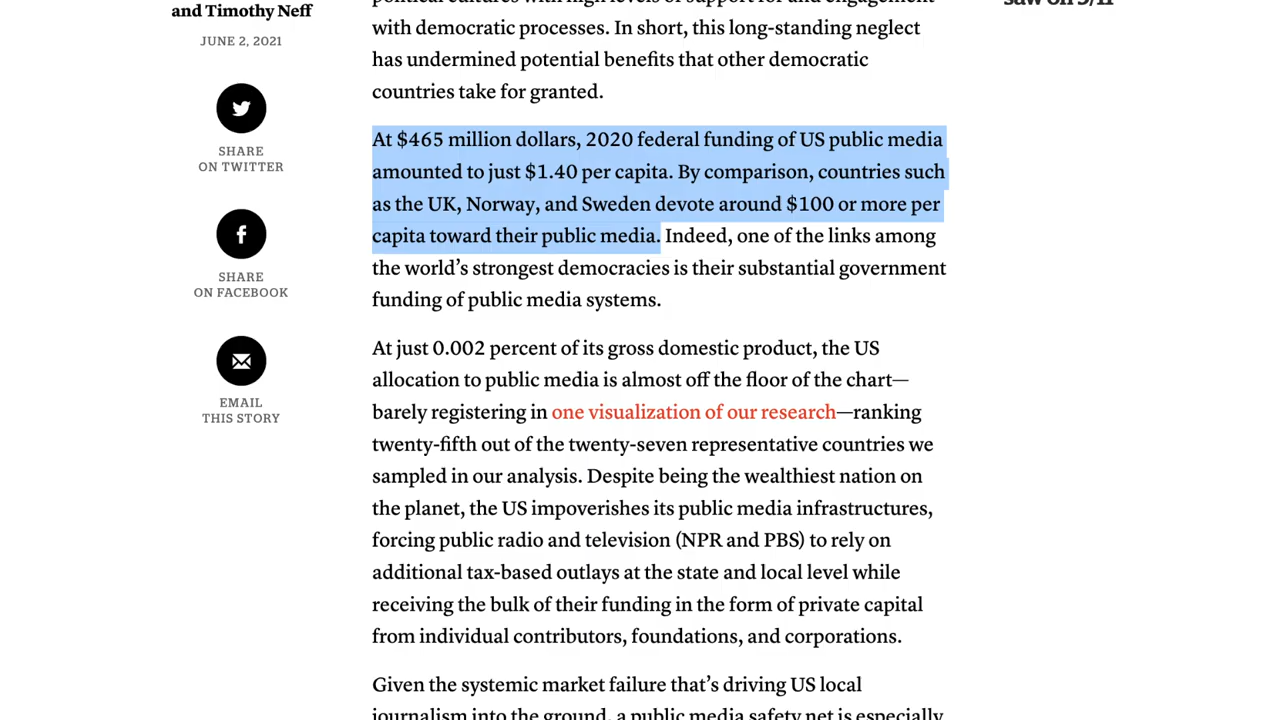 and Timothy Neff
JUNE 2, 2021
SHARE
ON TWITTER
SHARE
ON FACEBOOK
EMAIL
THIS STORY
political cultures with high levels of support for and engagement
with democratic processes. In short, this long-standing neglect
has undermined potential benefits that other democratic
countries take for granted.
At $465 million dollars, 2020 federal funding of US public media
amounted to just $1.40 per capita. By comparison, countries such
as the UK, Norway, and Sweden devote around $100 or more per
capita toward their public media. Indeed, one of the links among
the world’s strongest democracies is their substantial government
funding of public media systems.
At just 0.002 percent of its gross domestic product, the US
allocation to public media is almost off the floor of the chart—
barely registering in one visualization of our research—ranking
twenty-fifth out of the twenty-seven representative countries we
sampled in our analysis. Despite being the wealthiest nation on
the planet, the US impoverishes its public media infrastructures,
forcing public radio and television (NPR and PBS) to rely on
additional tax-based outlays at the state and local level while
receiving the bulk of their funding in the form of private capital
from individual contributors, foundations, and corporations.
Given the systemic market failure that’s driving US local
journalism into the ground, a public media safety net is especially
saw on 9/11